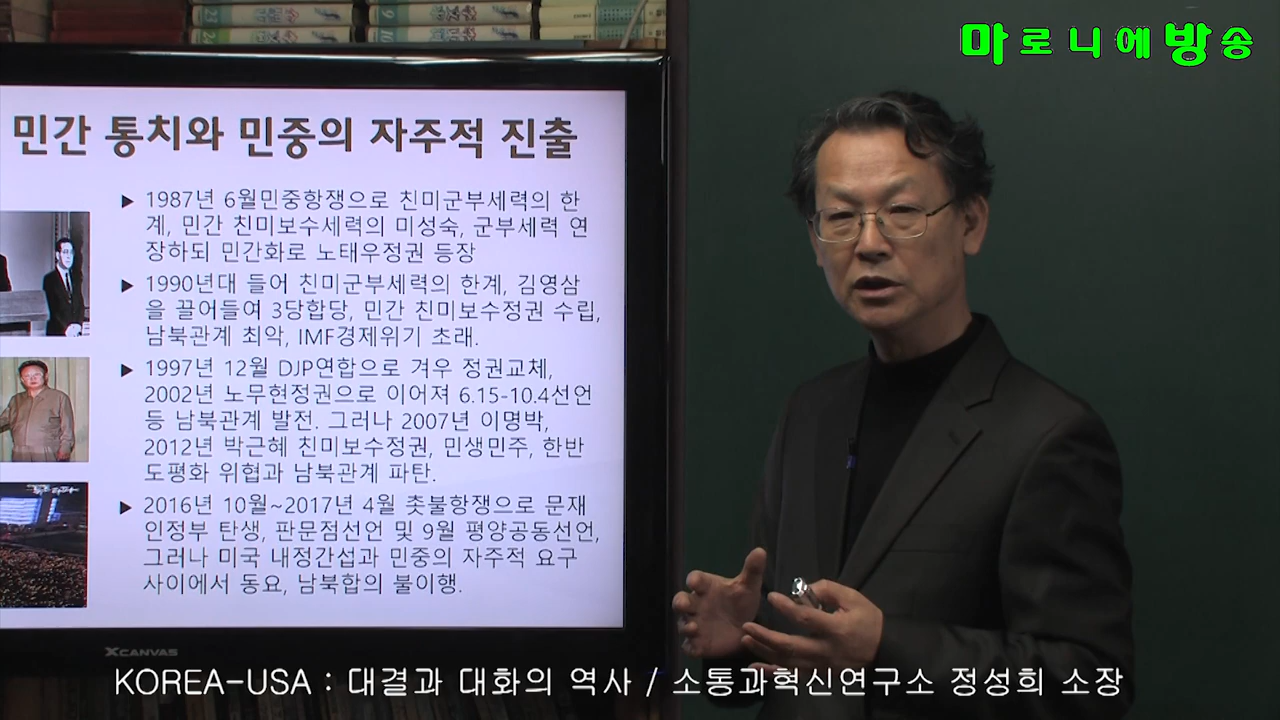 마로니에방송
민간 통치와 민중의 자주적 진출
▶ 1987년 6월민중항쟁으로 친미군부세력의 한
계, 민간 친미보수세력의 미성숙, 군부세력 연
장하되 민간화로 노태우정권 등장
▶ 1990년대 들어 친미군부세력의 한계, 김영삼
을 끌어들여 3당합당, 민간 친미보수정권 수립,
남북관계 최악, IMF경제위기 초래.
▶ 1997년 12월 DJP연합으로 겨우 정권교체,
2002년 노무현정권으로 이어져 6.15-10.4선언
등 남북관계 발전. 그러나 2007년 이명박,
2012년 박근혜 친미보수정권, 민생민주, 한반
도평화 위협과 남북관계 파탄.
▶ 2016년 10월~2017년 4월 촛불항쟁으로 문재
인정부 탄생, 판문점선언 및 9월 평양공동선언,
그러나 미국 내정간섭과 민중의 자주적 요구
사이에서 동요, 남북합의 불이행.
XCANVAS
KOREA-USA : 대결과 대화의 역사 / 소통과혁신연구소 정성희 소장